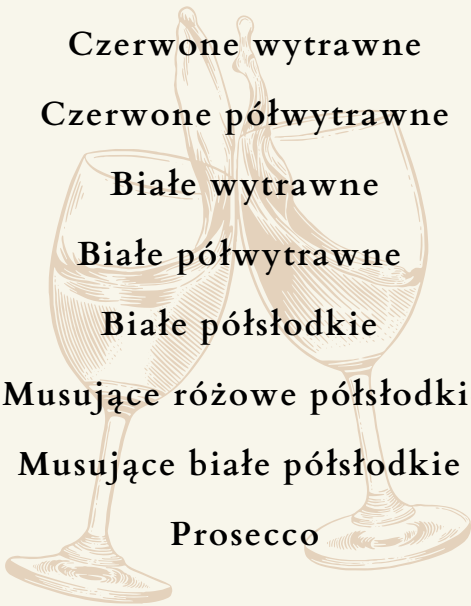 Czerwone wytrawne
Czerwone półwytrawne
Białe wytrawne
Białe półwytrawne
Białe półsłodkie
Musujące różowe półsłodki
Musujące białe półsłodkie
Prosecco